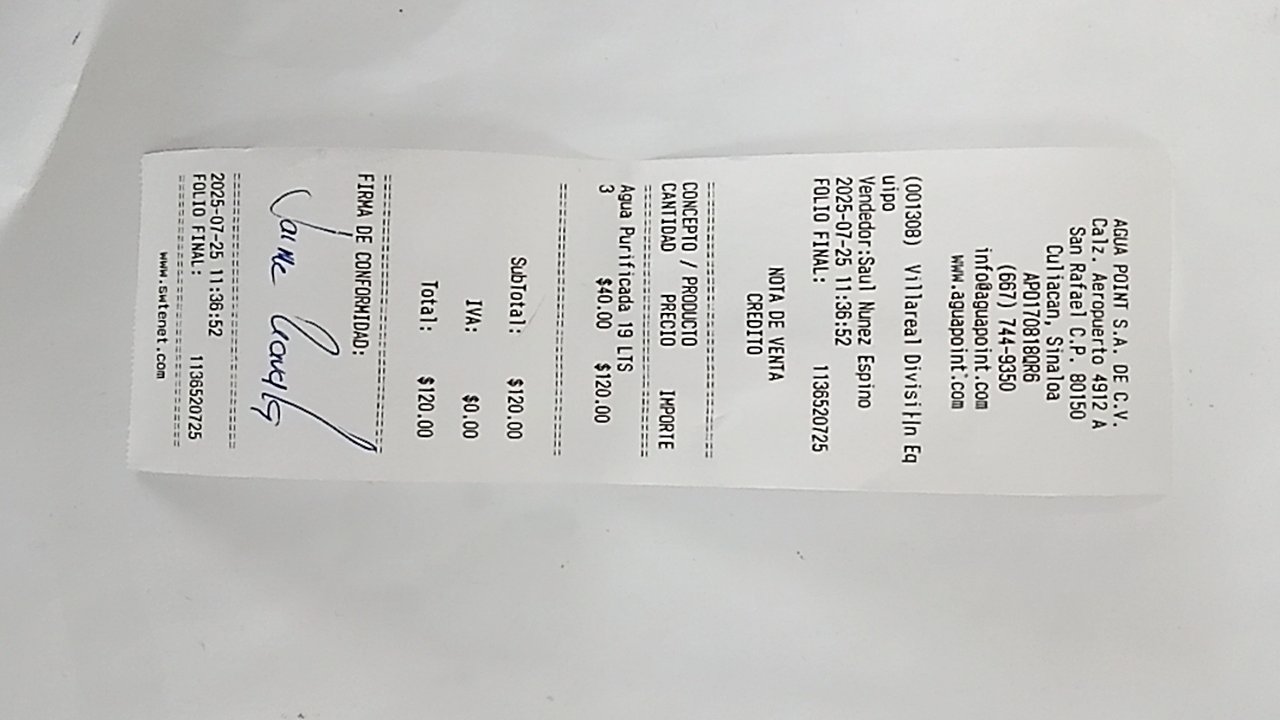 AGUA POINT S.A. DE C.V.
Calz. Aeropuerto 4912 A
San Rafael C.P. 80150
Culiacan, Sinaloa
APO170818QR6
(667) 744-9350
info@aguapoint.com
www.aguapoint.com
(001308) Villareal Divisi├n Eq
uipo
Vendedor:Saul Nunez Espino
2025-07-25 11:36:52
FOLIO FINAL: 1136520725
NOTA DE VENTA
CREDITO
==============================
CONCEPTO / PRODUCTO
CANTIDAD PRECIO IMPORTE
==============================
Agua Purificada 19 LTS
3 $40.00 $120.00
==============================
SubTotal: $120.00
IVA: $0.00
Total: $120.00
==============================
FIRMA DE CONFORMIDAD:
Jaime
==============================
2025-07-25 11:36:52
FOLIO FINAL: 1136520725
==============================
www.swtenet.com